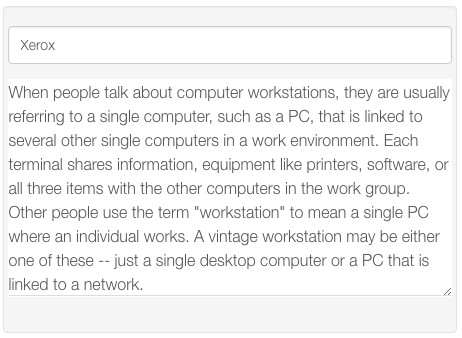 Xerox
When people talk about computer workstations, they are usually
referring to a single computer, such as a PC, that is linked to
several other single computers in a work environment. Each
terminal shares information, equipment like printers, software, or
all three items with the other computers in the work group.
Other people use the term "workstation" to mean a single PC
where an individual works. A vintage workstation may be either
one of these -- just a single desktop computer or a PC that is
linked to a network.